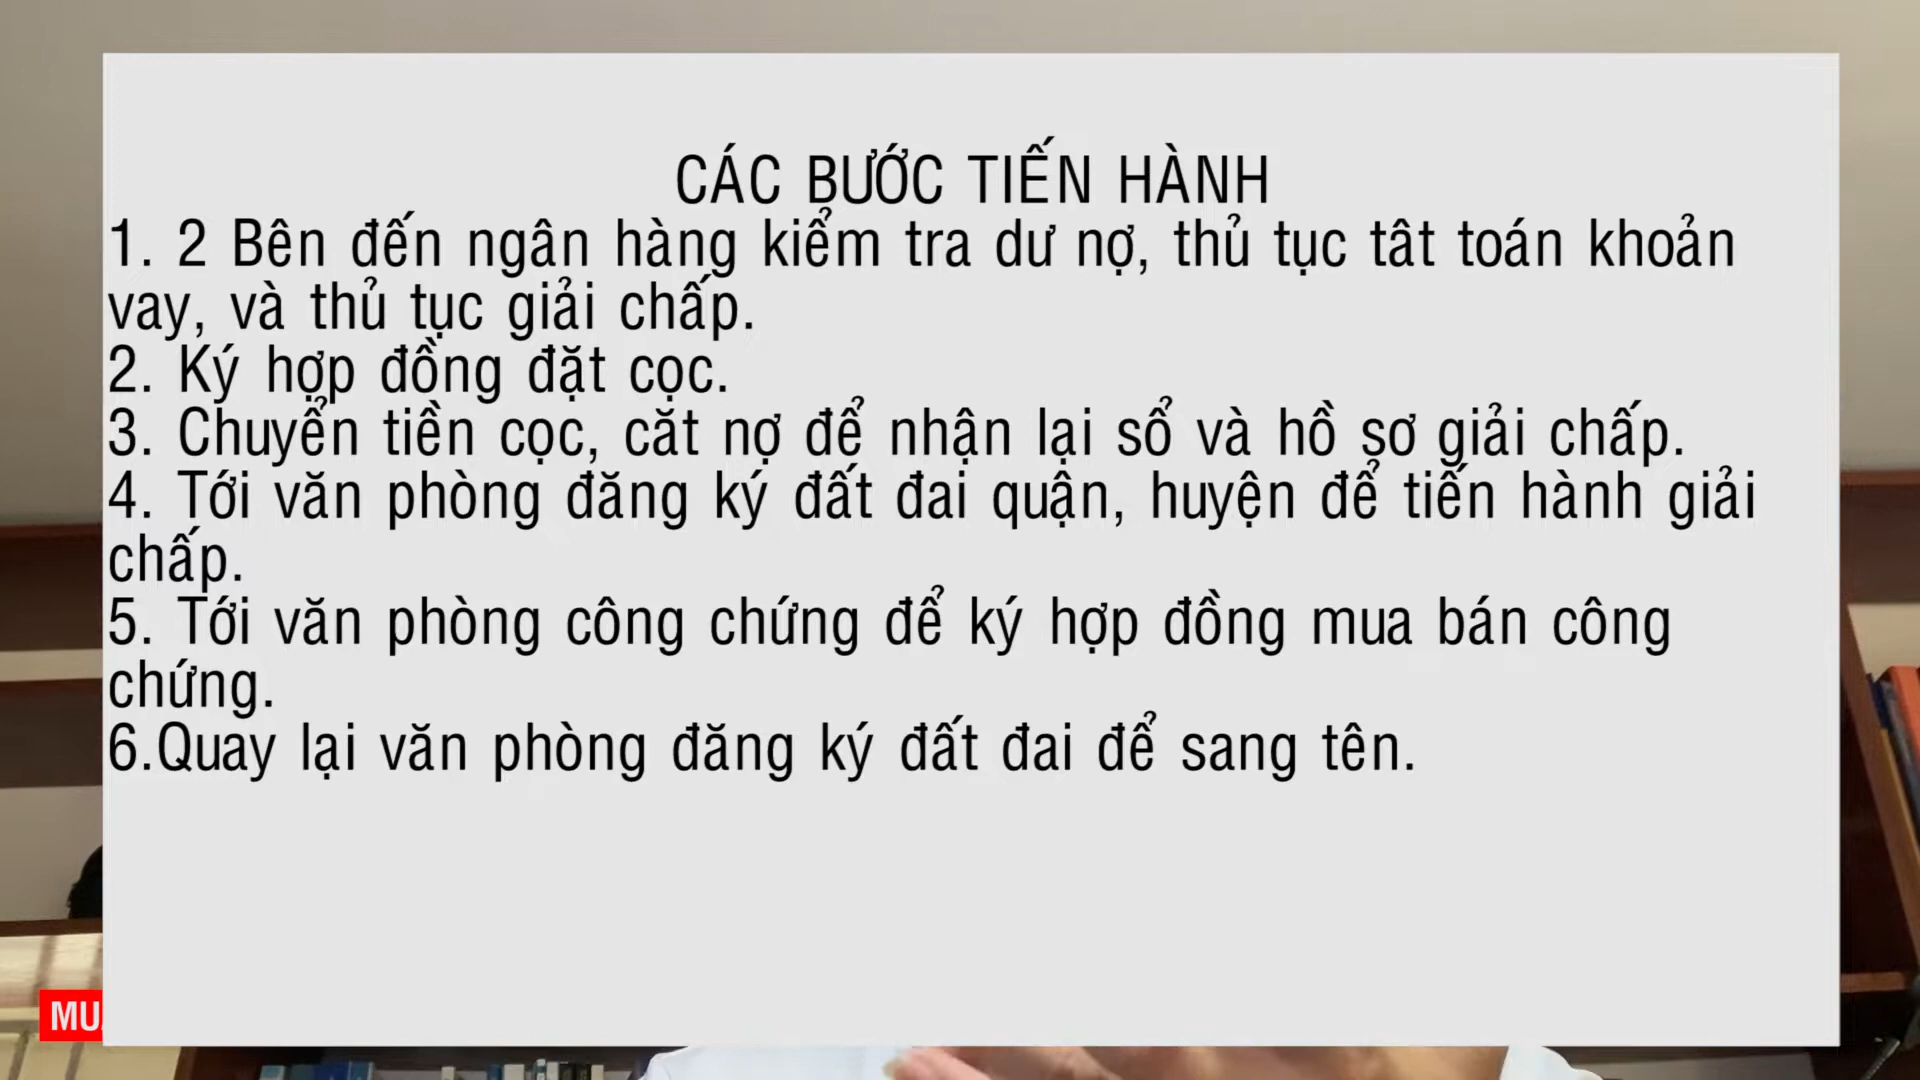 CÁC BƯỚC TIẾN HÀNH
1. 2 Bên đến ngân hàng kiểm tra dư nợ, thủ tục tât toán khoản
vay, và thủ tục giải chấp.
2. Ký hợp đồng đặt cọc.
3. Chuyển tiền cọc, căt nợ để nhận lại sổ và hồ sơ giải chấp.
4. Tới văn phòng đăng ký đất đai quận, huyện để tiến hành giải
chấp.
5. Tới văn phòng công chứng để ký hợp đồng mua bán công
chứng.
6.Quay lại văn phòng đăng ký đất đai để sang tên.